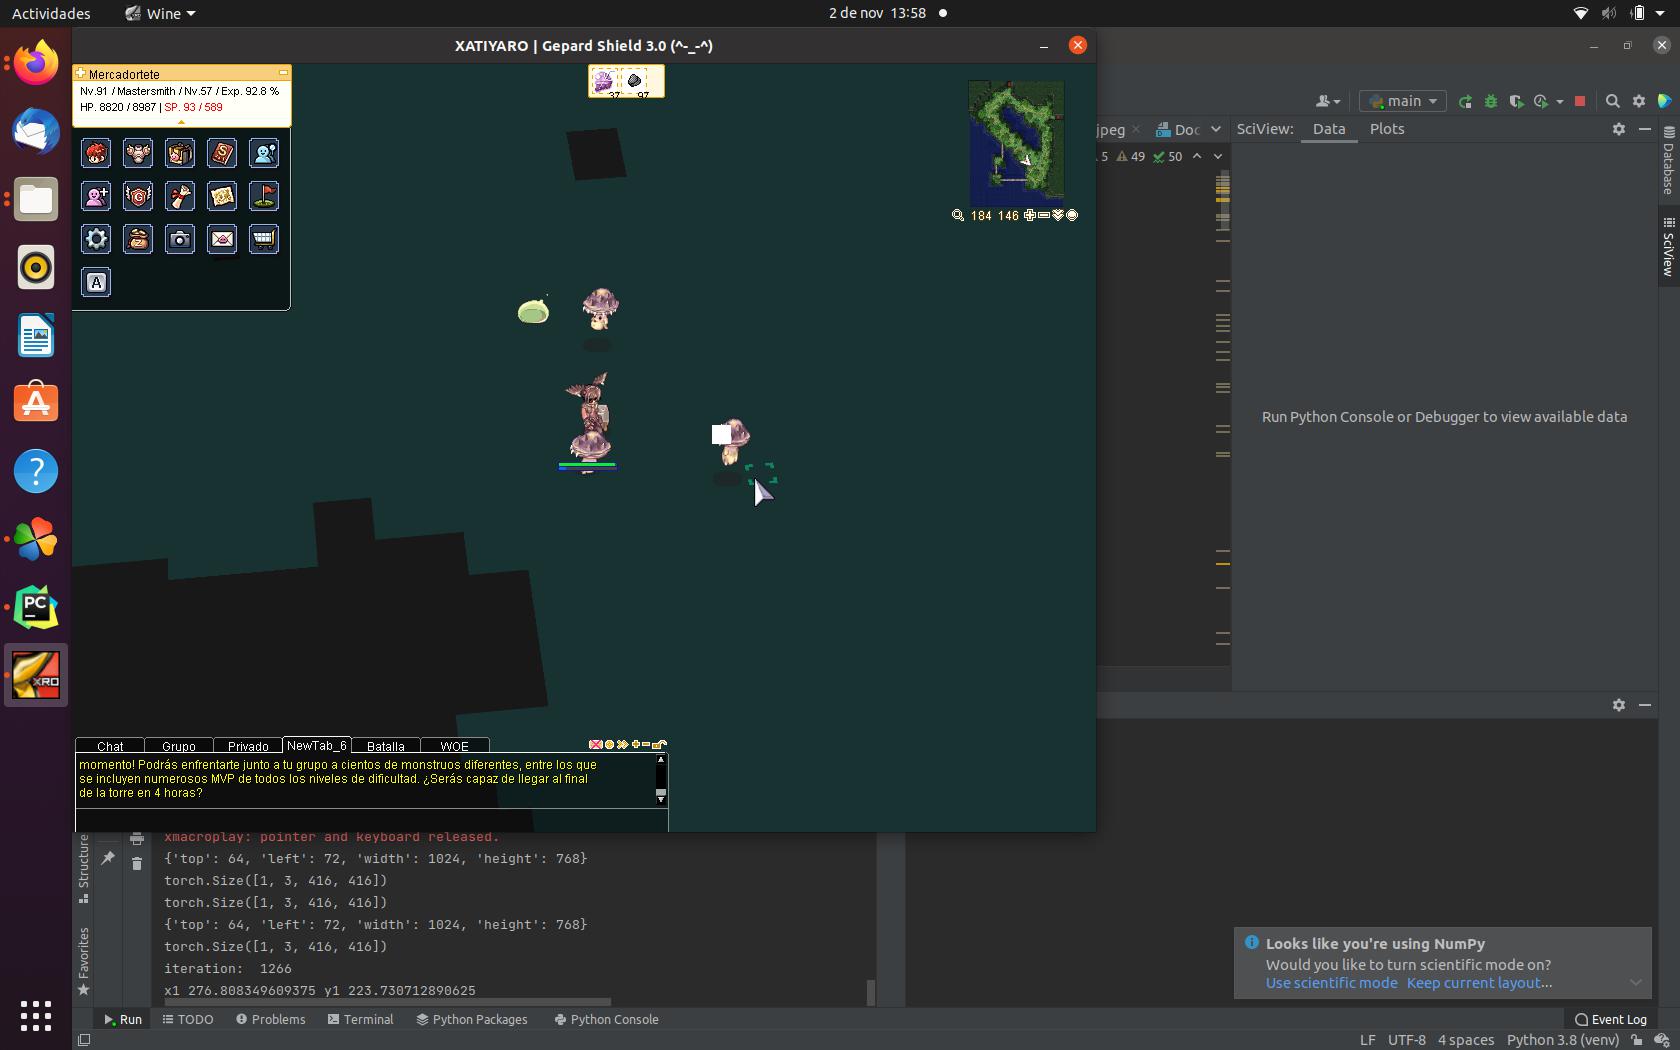 Actividades
Wine
2 de nov 13:58
XATIYARO | Gepard Shield 3.0 (^-_-^)
Mercadortete
Nv.91 / Mastersmith / Nv.57 / Exp. 92.8 %
HP. 8820 / 8987 | SP. 93 / 589
37 97
184 146
A
main
jpeg
Doc
SciView:
Data
Plots
5 49 50
Database
SciView
Run Python Console or Debugger to view available data
PC
XRO
Chat
Grupo
Privado
NewTab_6
Batalla
WOE
momento! Podrás enfrentarte junto a tu grupo a cientos de monstruos diferentes, entre los que
se incluyen numerosos MVP de todos los niveles de dificultad. ¿Serás capaz de llegar al final
de la torre en 4 horas?
xmacroplay: pointer and keyboard released.
{'top': 64, 'left': 72, 'width': 1024, 'height': 768}
torch.Size([1, 3, 416, 416])
torch.Size([1, 3, 416, 416])
{'top': 64, 'left': 72, 'width': 1024, 'height': 768}
torch.Size([1, 3, 416, 416])
iteration:  1266
x1 276.808349609375 y1 223.730712890625
Structure
Favorites
Looks like you're using NumPy
Would you like to turn scientific mode on?
Use scientific mode Keep current layout...
Run
TODO
Problems
Terminal
Python Packages
Python Console
Event Log
LF UTF-8 4 spaces Python 3.8 (venv)